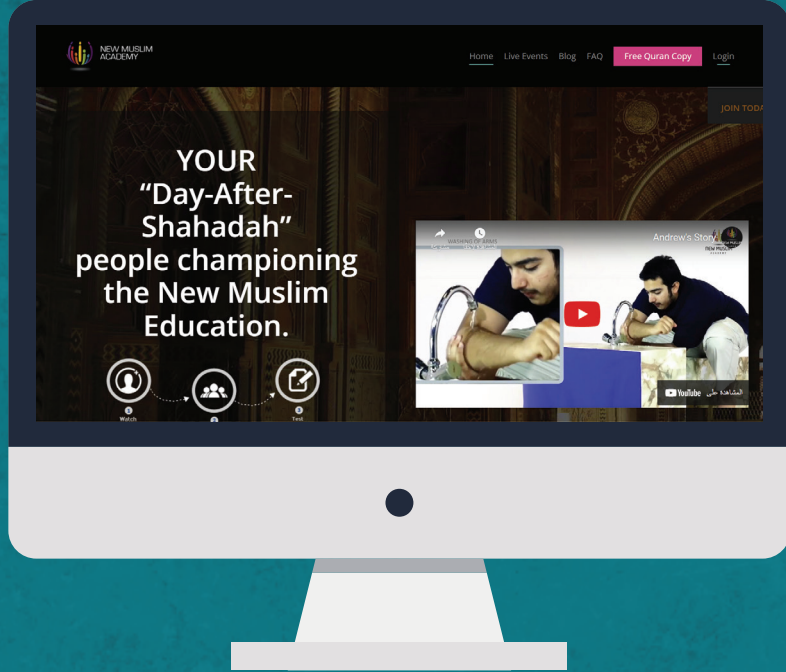 NEW MUSLIM
ACADEMY
Home Live Events Blog FAQ Free Quran Copy Login
JOIN TODA
YOUR
“Day-After-
Shahadah”
people championing
the New Muslim
Education.
1
Watch
2
3
Test
WASHING OF ARMS
Andrew's Story
NEW MUSLIM
ACADEMY
المشاهدة على YouTube